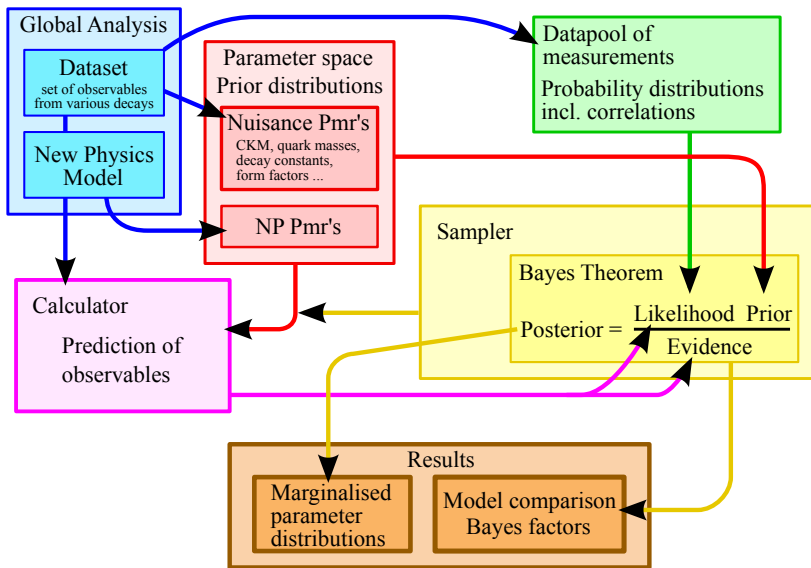 Global Analysis
Dataset
set of observables
from various decays
New Physics
Model
Parameter space
Prior distributions
Nuisance Pmr's
CKM, quark masses,
decay constants,
form factors ...
NP Pmr's
Datapool of
measurements
Probability distributions
incl. correlations
Calculator
Prediction of
observables
Sampler
Bayes Theorem
Posterior = Likelihood Prior
Evidence
Results
Marginalised
parameter
distributions
Model comparison
Bayes factors